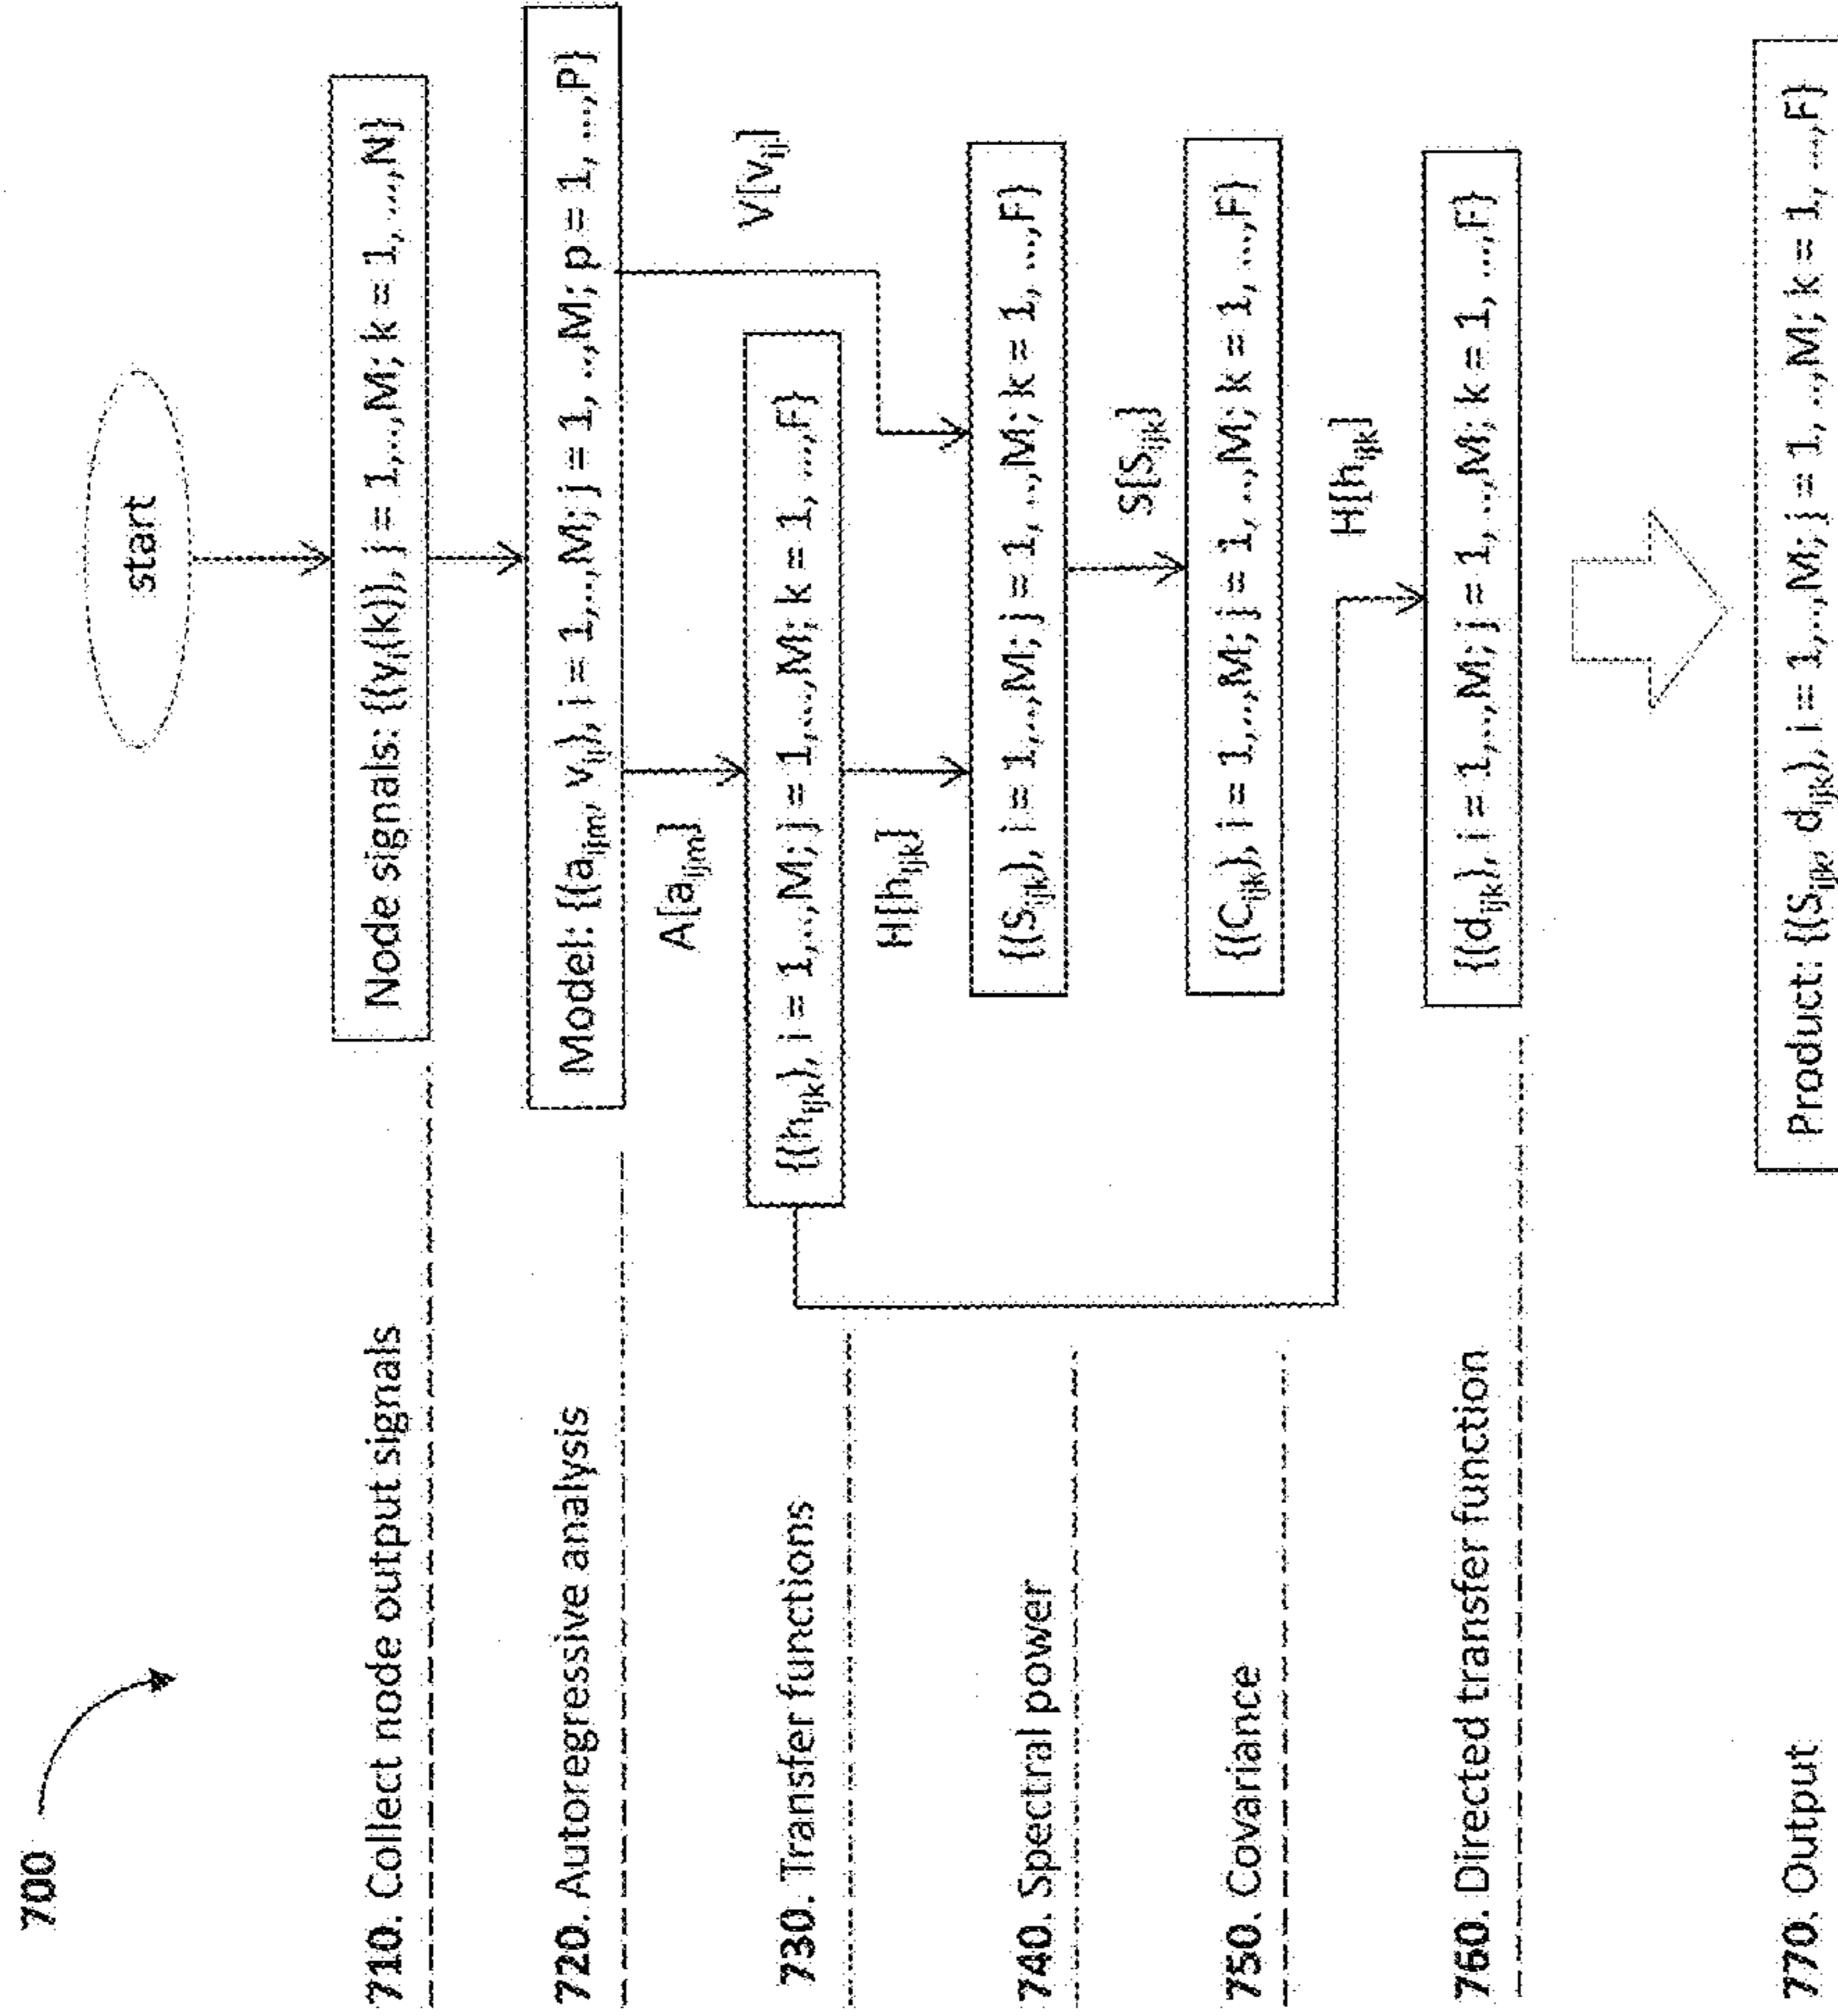 700
start
710. Collect node output signals
Node signals: {(yᵢ(k)), j = 1,..,M; k = 1, ...,N}
720. Autoregressive analysis
Model: {(aᵢⱼₘ, vᵢⱼ), i = 1,..,M; j = 1, ..,M; p = 1, ...,P}
A[aᵢⱼₘ]
V[vᵢⱼ]
730. Transfer functions
{(hᵢⱼₖ), i = 1,..,M; j = 1,..,M; k = 1, ...,F}
H[hᵢⱼₖ]
740. Spectral power
{(Sᵢⱼₖ), i = 1,..,M; j = 1, ..,M; k = 1, ...,F}
S[Sᵢⱼₖ]
750. Covariance
{(Cᵢⱼₖ), i = 1,..,M; j = 1, ..,M; k = 1, ...,F}
H[hᵢⱼₖ]
760. Directed transfer function
{(dᵢⱼₖ), i = 1,..,M; j = 1, ..,M; k = 1, ...,F}
770. Output
Product: {(Sᵢⱼₖ, dᵢⱼₖ), i = 1,..,M; j = 1, ..,M; k = 1, ...,F}